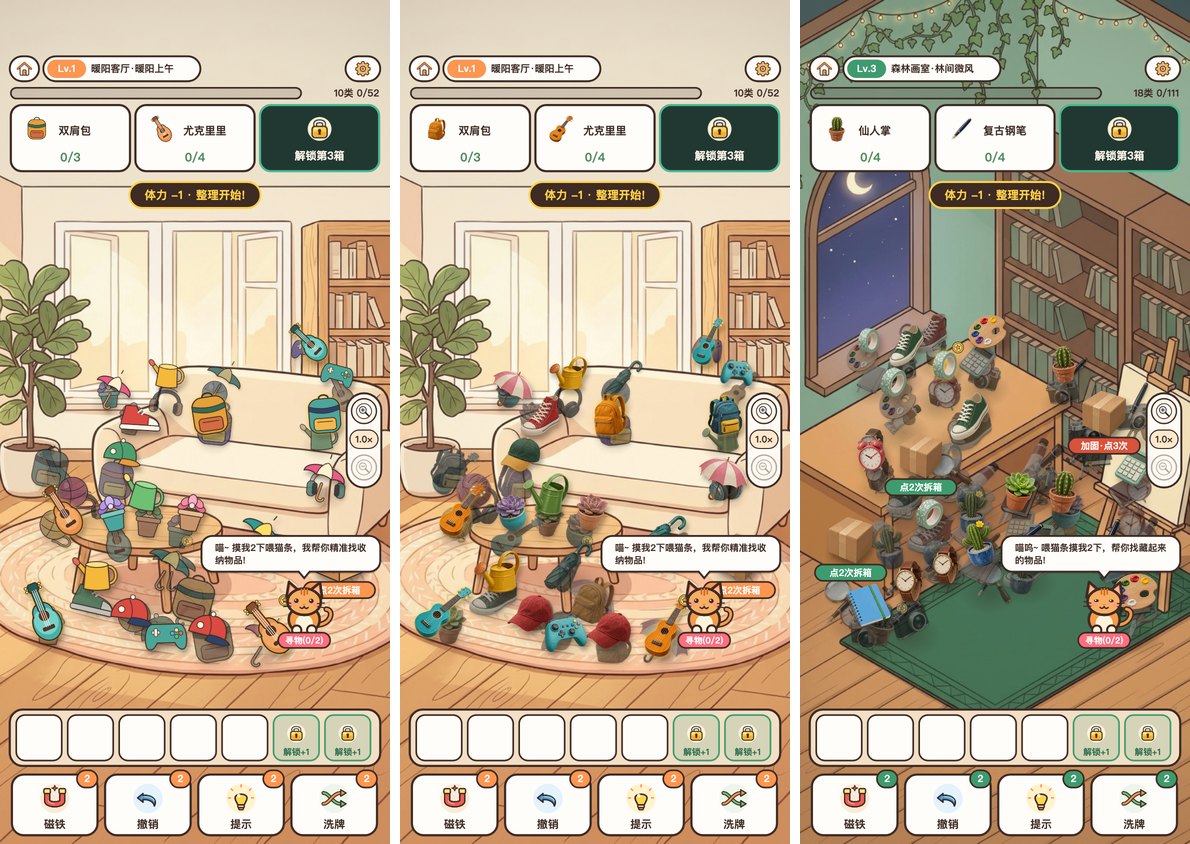 Lv.1 暖阳客厅·暖阳上午
10类 0/52
双肩包
0/3
尤克里里
0/4
解锁第3箱
体力 -1 · 整理开始!
1.0×
喵~ 摸我2下喂猫条，我帮你精准找收
纳物品!
点2次拆箱
寻物(0/2)
解锁+1
解锁+1
2
2
2
2
磁铁
撤销
提示
洗牌
Lv.1 暖阳客厅·暖阳上午
10类 0/52
双肩包
0/3
尤克里里
0/4
解锁第3箱
体力 -1 · 整理开始!
1.0×
喵~ 摸我2下喂猫条，我帮你精准找收
纳物品!
点2次拆箱
寻物(0/2)
解锁+1
解锁+1
2
2
2
2
磁铁
撤销
提示
洗牌
Lv.3 森林画室·林间微风
18类 0/111
仙人掌
0/4
复古钢笔
0/4
解锁第3箱
体力 -1 · 整理开始!
1.0×
加固·点3次
点2次拆箱
喵呜~ 喂猫条摸我2下，帮你找藏起来
的物品!
点2次拆箱
寻物(0/2)
解锁+1
解锁+1
2
2
2
2
磁铁
撤销
提示
洗牌